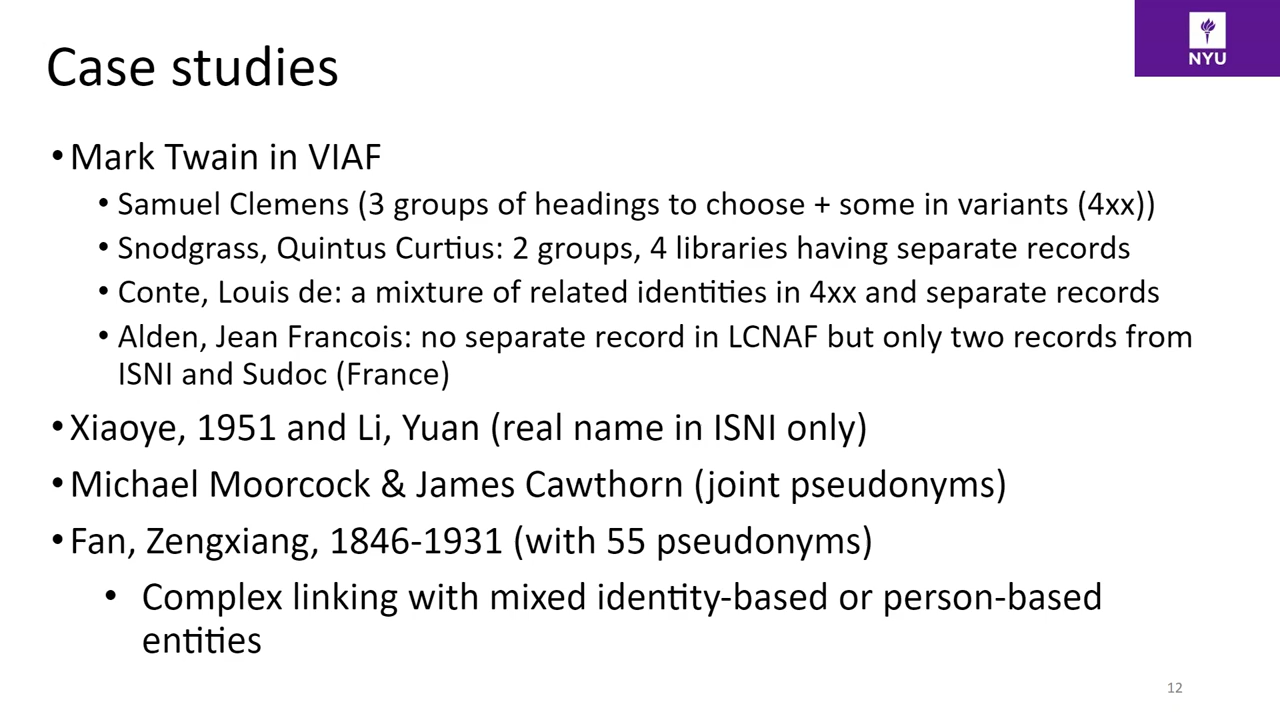 Case studies
NYU
• Mark Twain in VIAF
• Samuel Clemens (3 groups of headings to choose + some in variants (4xx))
• Snodgrass, Quintus Curtius: 2 groups, 4 libraries having separate records
• Conte, Louis de: a mixture of related identities in 4xx and separate records
• Alden, Jean Francois: no separate record in LCNAF but only two records from
ISNI and Sudoc (France)
• Xiaoye, 1951 and Li, Yuan (real name in ISNI only)
• Michael Moorcock & James Cawthorn (joint pseudonyms)
• Fan, Zengxiang, 1846-1931 (with 55 pseudonyms)
• Complex linking with mixed identity-based or person-based
entities
12